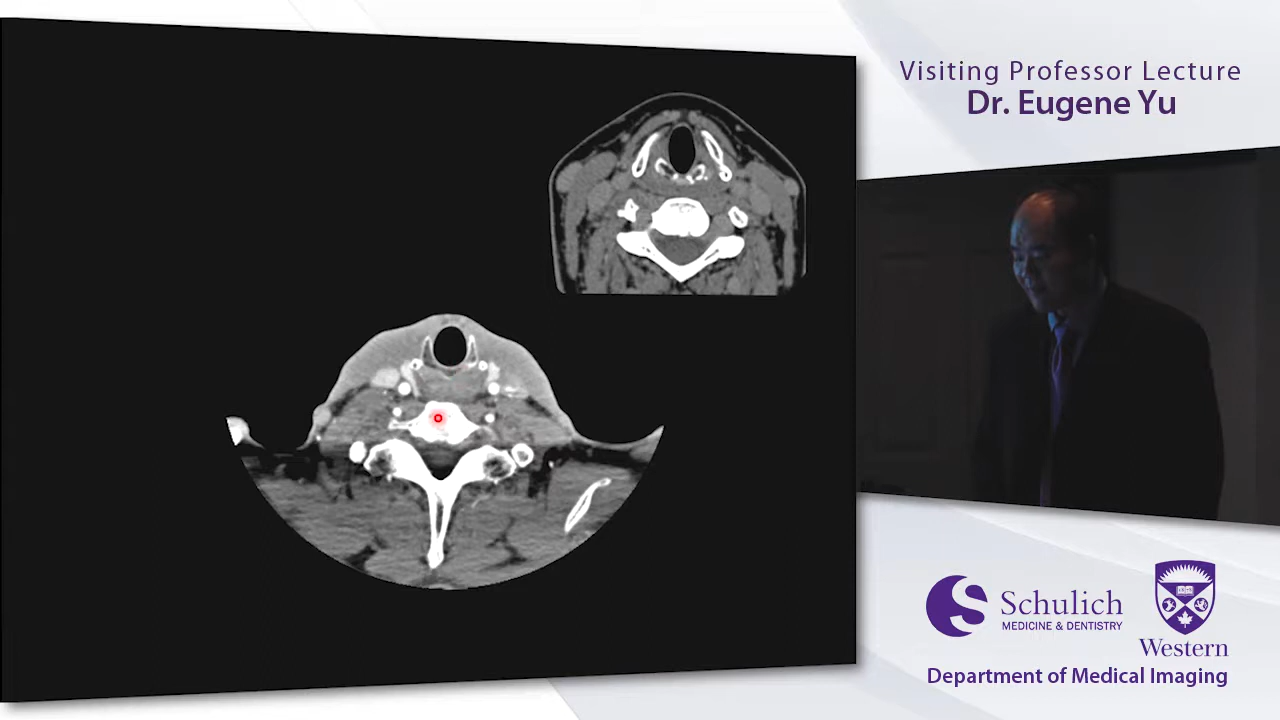 Visiting Professor Lecture
Dr. Eugene Yu
Schulich
MEDICINE & DENTISTRY
Western
Department of Medical Imaging